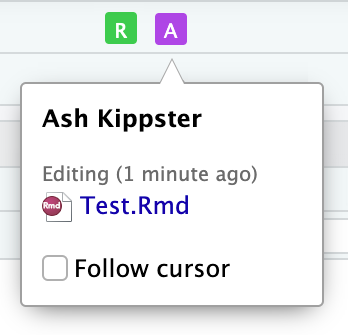 R A
Ash Kippster
Editing (1 minute ago)
Rmd Test.Rmd
Follow cursor